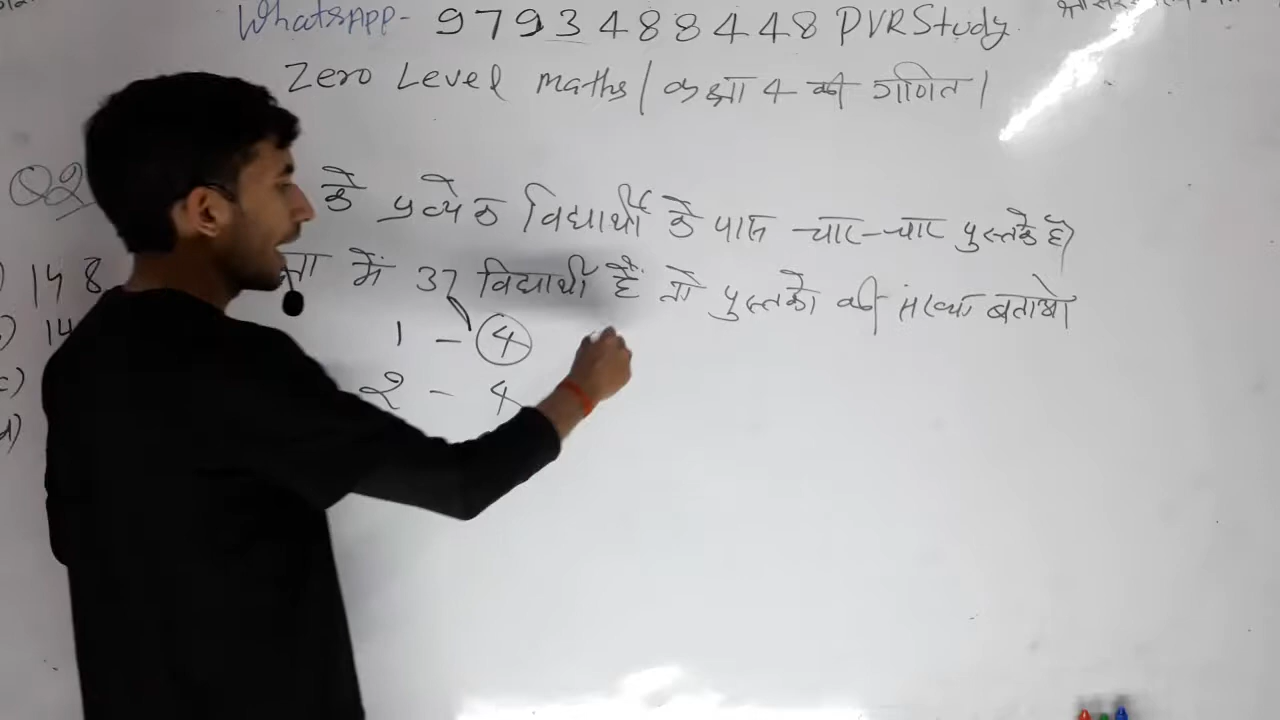 WhatsApp- 9793488448 PVRStudy
Zero Level maths | कक्षा 4 की गणित |
Q2
के प्रत्येक विद्यार्थी के पास चार-चार पुस्तके है)
में 37 विद्यार्थी हैं तो पुस्तको की संख्या बताओ
148
1 - 4
14
2 - 4
c)
d)